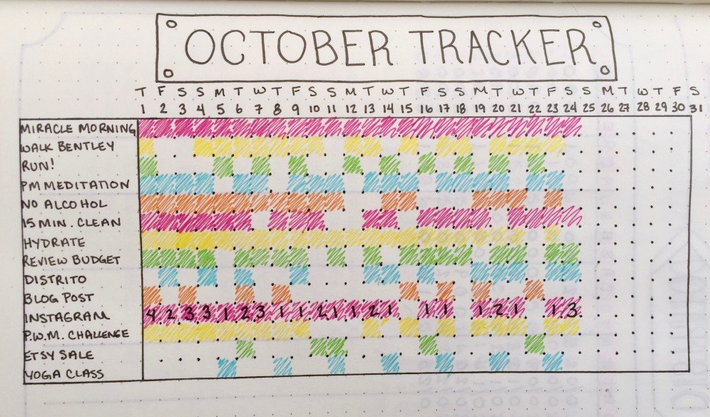 OCTOBER TRACKER
T F S S M T W T F S S M T W T F S S M T W T F S S M T W T F S
1 2 3 4 5 6 7 8 9 10 11 12 13 14 15 16 17 18 19 20 21 22 23 24 25 26 27 28 29 30 31
MIRACLE MORNING
WALK BENTLEY
RUN!
PM MEDITATION
NO ALCOHOL
15 MIN. CLEAN
HYDRATE
REVIEW BUDGET
DISTRITO
BLOG POST
INSTAGRAM 4 2 3 3 1 2 3 1 1 2 1 1 2 1 1 1 1 2 1 1 3
P.W.M. CHALLENGE
ETSY SALE
YOGA CLASS